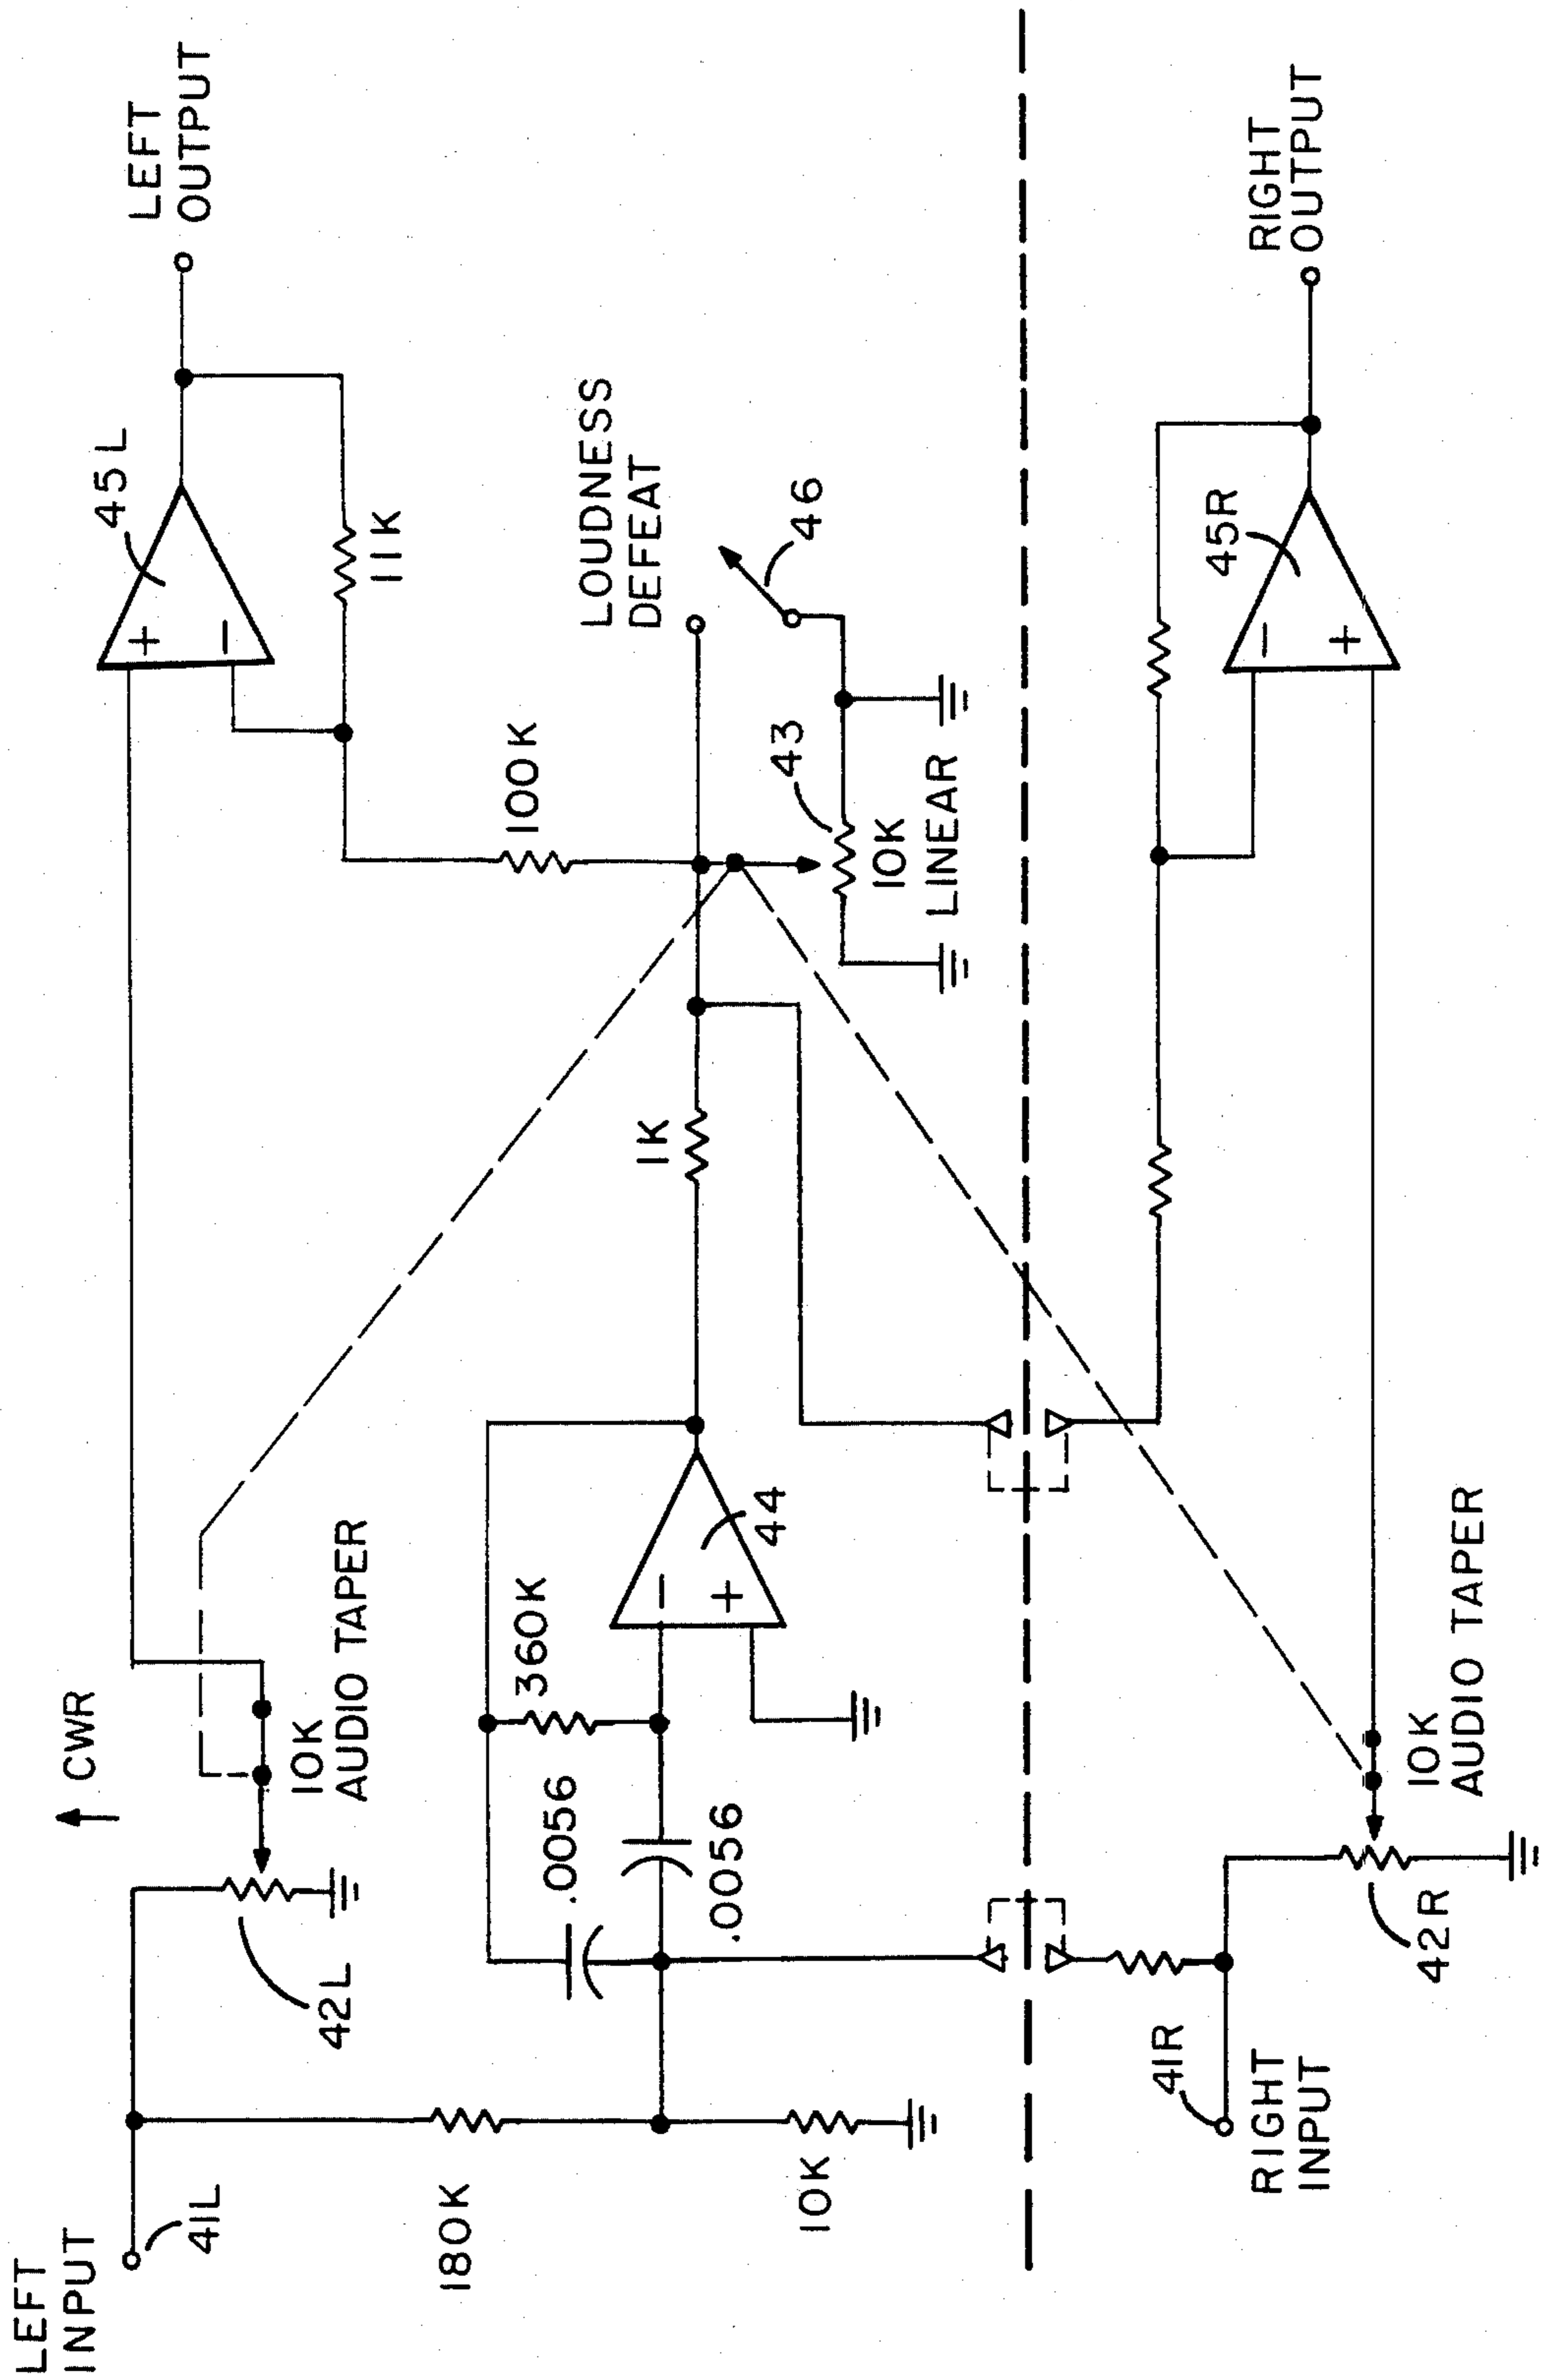 LEFT
INPUT
41L
180K
10K
42L
CWR
10K
AUDIO TAPER
.0056
.0056
360K
−
+
44
1K
100K
45L
+
−
11K
LEFT
OUTPUT
LOUDNESS
DEFEAT
46
43
10K
LINEAR
41R
RIGHT
INPUT
42R
10K
AUDIO TAPER
45R
−
+
RIGHT
OUTPUT